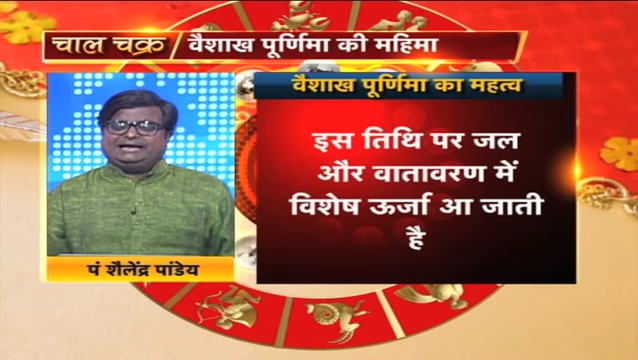 चाल चक्र वैशाख पूर्णिमा की महिमा
वैशाख पूर्णिमा का महत्व
इस तिथि पर जल
और वातावरण में
विशेष ऊर्जा आ जाती
है
पं शैलेंद्र पांडेय